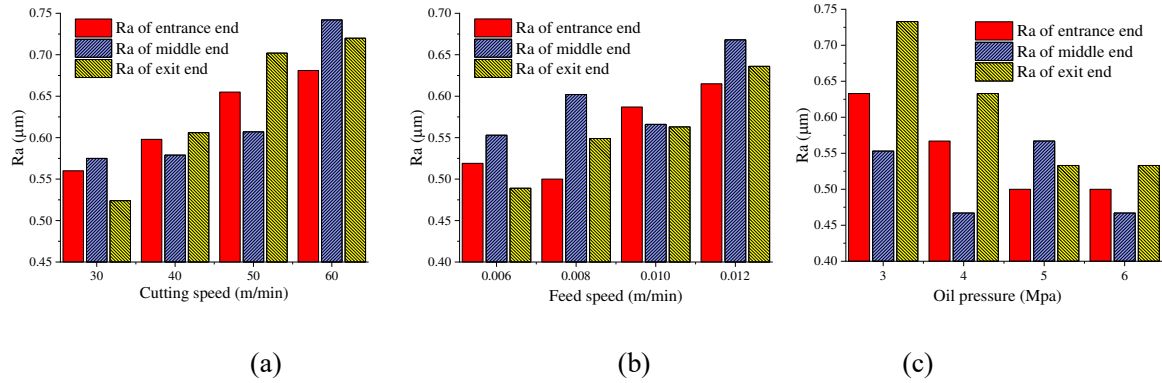 0.75
0.70
0.65
0.60
0.55
0.50
0.45
Ra (μm)
Ra of entrance end
Ra of middle end
Ra of exit end
30 40 50 60
Cutting speed (m/min)
(a)
0.75
0.70
0.65
0.60
0.55
0.50
0.45
0.40
Ra (μm)
Ra of entrance end
Ra of middle end
Ra of exit end
0.006 0.008 0.010 0.012
Feed speed (m/min)
(b)
0.75
0.70
0.65
0.60
0.55
0.50
0.45
0.40
Ra (μm)
Ra of entrance end
Ra of middle end
Ra of exit end
3 4 5 6
Oil pressure (Mpa)
(c)